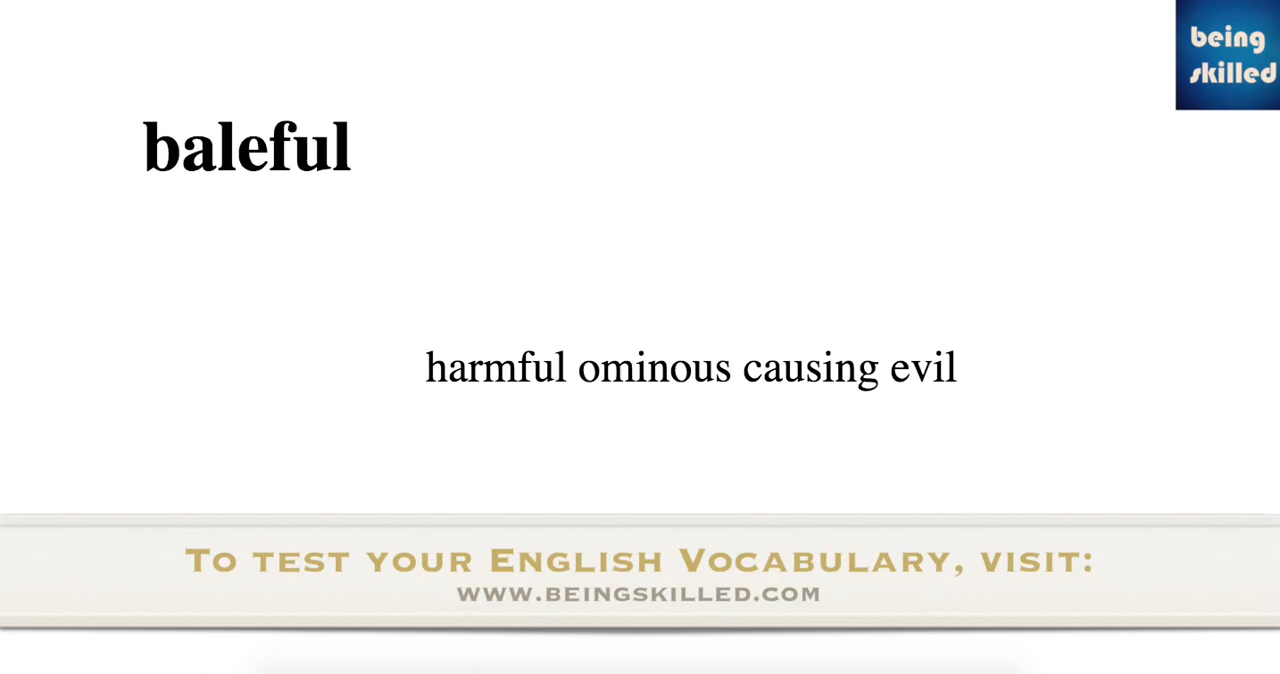 being
skilled
baleful
harmful ominous causing evil
To test your English Vocabulary, visit:
www.beingskilled.com